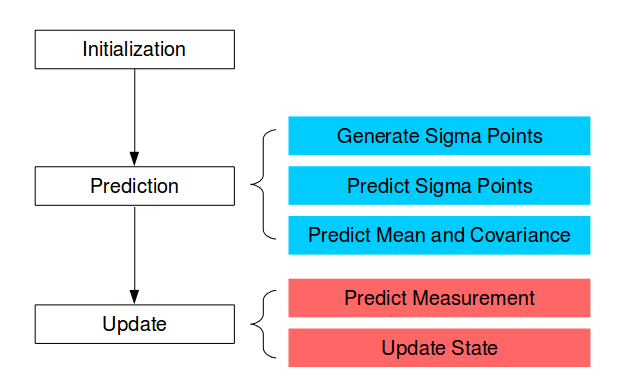 Initialization
Generate Sigma Points
Prediction
Predict Sigma Points
Predict Mean and Covariance
Predict Measurement
Update
Update State